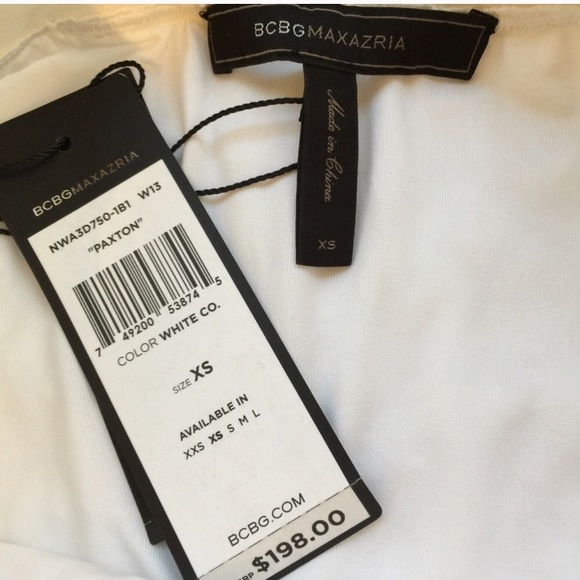 BCBGMAXAZRIA
Made in China
XS
BCBGMAXAZRIA
NWA3D750-1B1 W13
"PAXTON"
7 49200 53874 5
COLOR WHITE CO.
SIZE XS
AVAILABLE IN
XXS XS S M L
BCBG.COM
$198.00